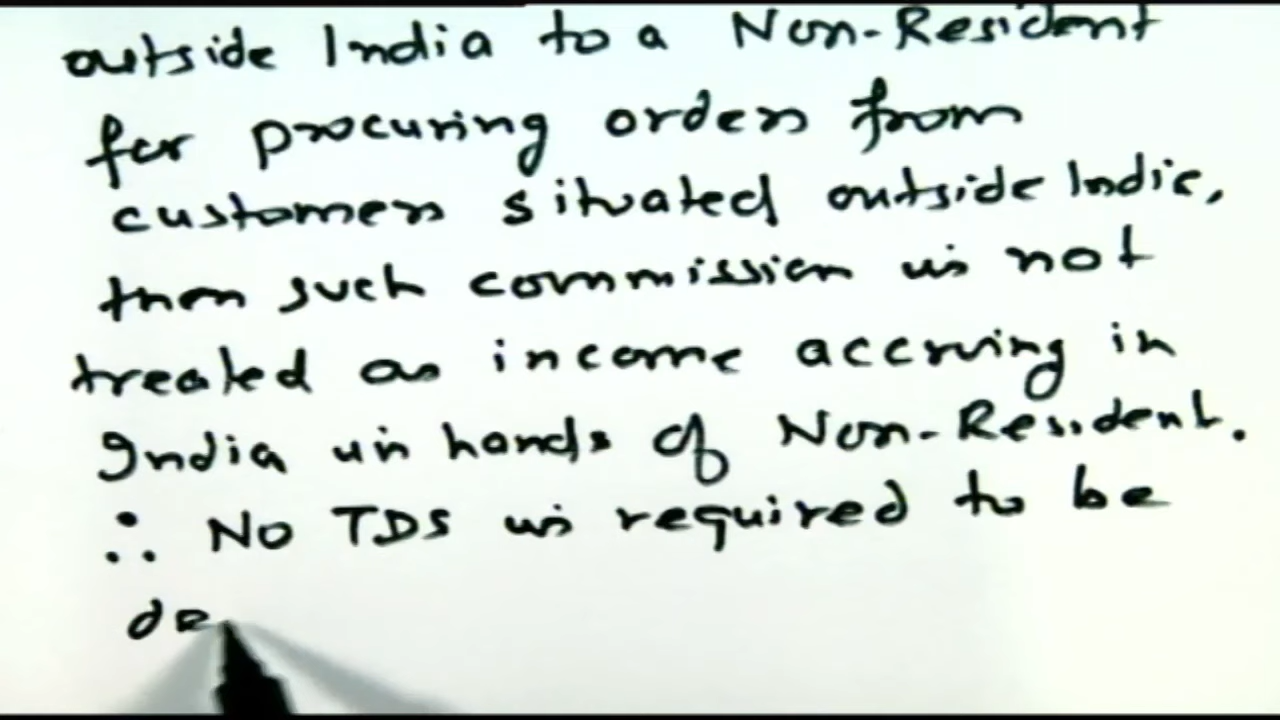 outside India to a Non-Resident
for procuring orders from
customers situated outside India,
then such commission is not
treated as income accruing in
India in hands of Non-Resident.
∴ No TDS is required to be
de